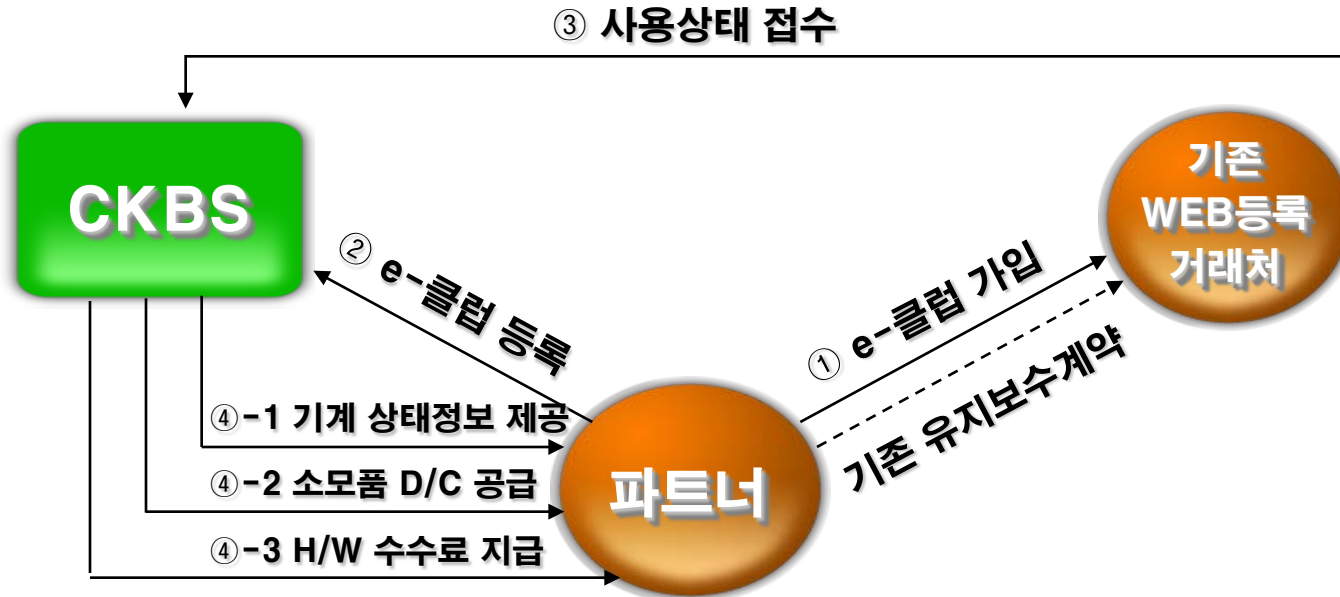 ③ 사용상태 접수
CKBS
기존
WEB등록
거래처
② e-클럽 등록
① e-클럽 가입
기존 유지보수계약
④-1 기계 상태정보 제공
④-2 소모품 D/C 공급
④-3 H/W 수수료 지급
파트너